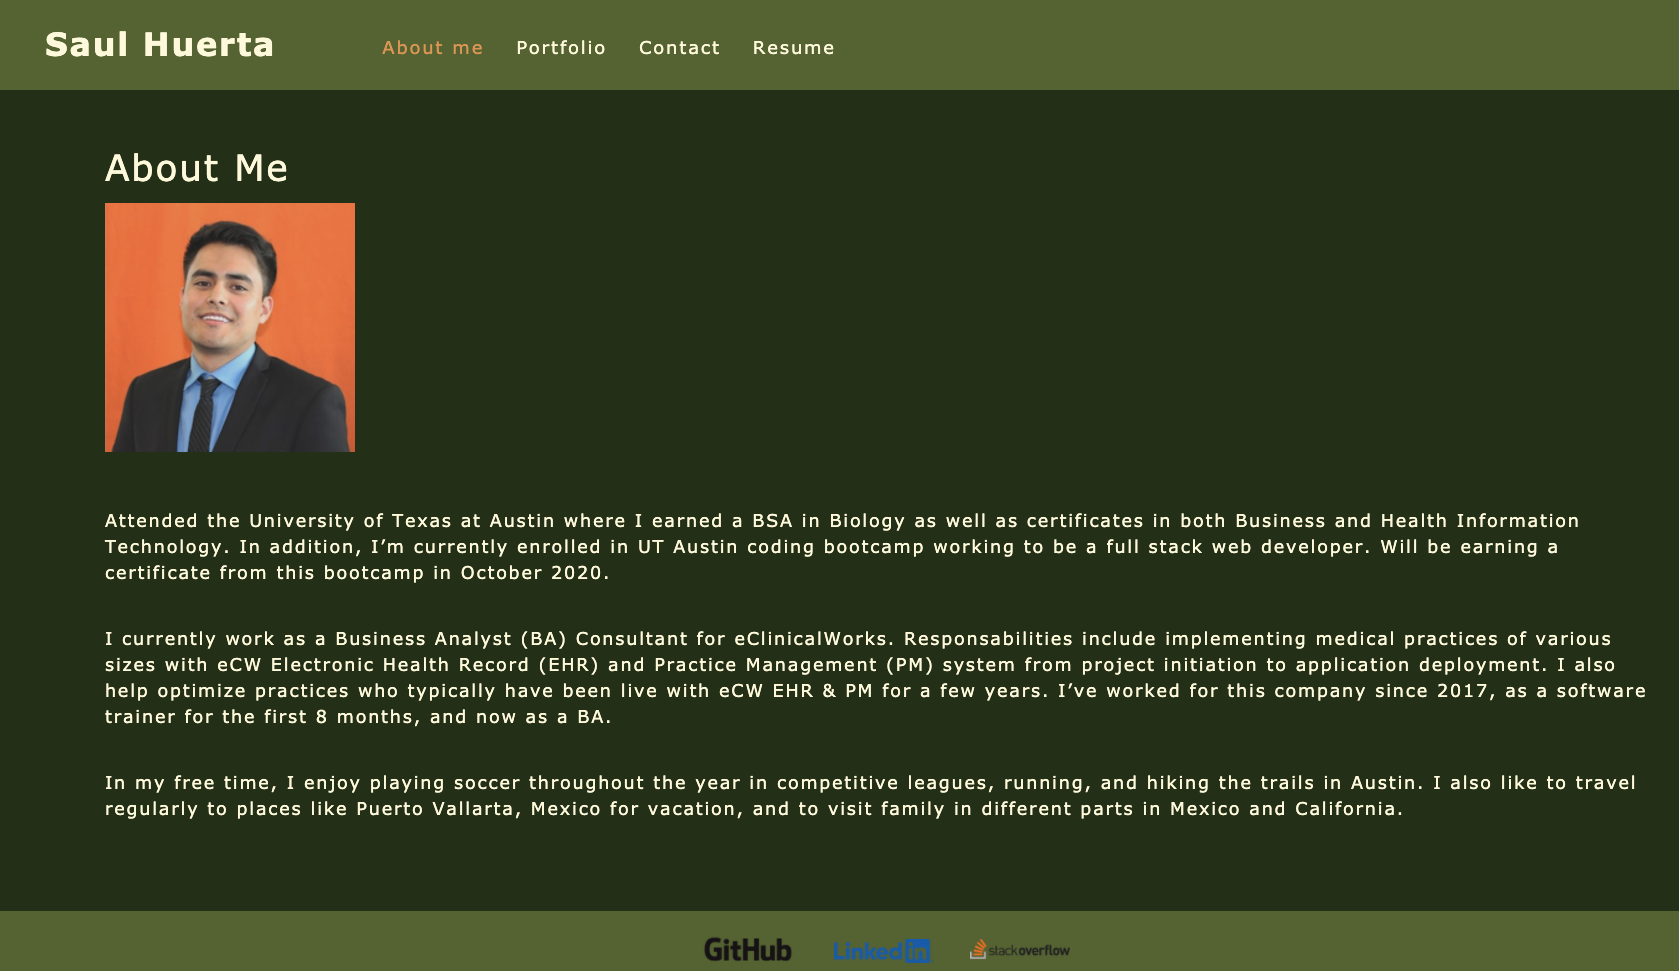 Saul Huerta
About me Portfolio Contact Resume
About Me
Attended the University of Texas at Austin where I earned a BSA in Biology as well as certificates in both Business and Health Information
Technology. In addition, I’m currently enrolled in UT Austin coding bootcamp working to be a full stack web developer. Will be earning a
certificate from this bootcamp in October 2020.
I currently work as a Business Analyst (BA) Consultant for eClinicalWorks. Responsabilities include implementing medical practices of various
sizes with eCW Electronic Health Record (EHR) and Practice Management (PM) system from project initiation to application deployment. I also
help optimize practices who typically have been live with eCW EHR & PM for a few years. I’ve worked for this company since 2017, as a software
trainer for the first 8 months, and now as a BA.
In my free time, I enjoy playing soccer throughout the year in competitive leagues, running, and hiking the trails in Austin. I also like to travel
regularly to places like Puerto Vallarta, Mexico for vacation, and to visit family in different parts in Mexico and California.
GitHub Linkedin stackoverflow